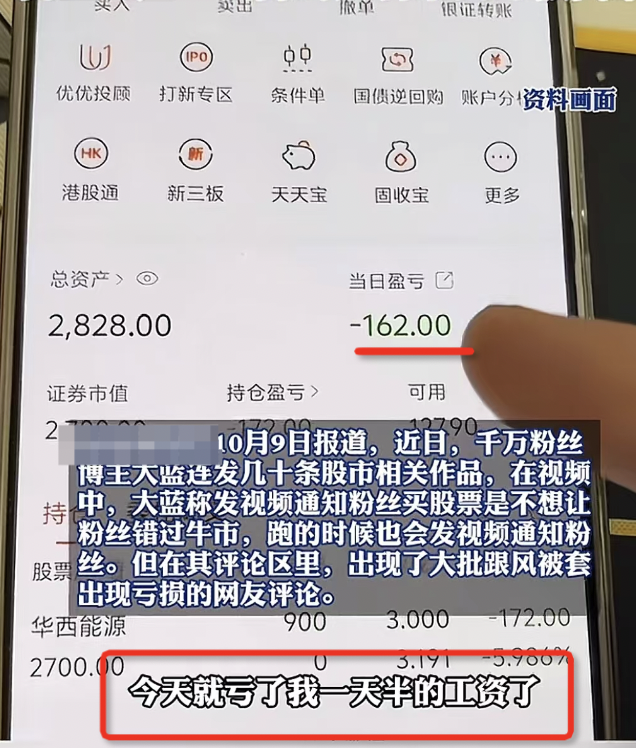 买入 卖出 撤单 银证转账
优优投顾 打新专区 条件单 国债逆回购 账户分
资料画面
IPO
HK 新
港股通 新三板 天天宝 固收宝 更多
总资产> 当日盈亏
2,828.00 -162.00
证券市值 持仓盈亏> 可用
-172.00 127.90
10月9日报道，近日，千万粉丝
博主大蓝连发几十条股市相关作品，在视频
中，大蓝称发视频通知粉丝买股票是不想让
粉丝错过牛市，跑的时候也会发视频通知粉
丝。但在其评论区里，出现了大批跟风被套
出现亏损的网友评论。
持
股票
华西能源 900 3.000 -172.00
2700.00 0 3.191 -5.986%
今天就亏了我一天半的工资了